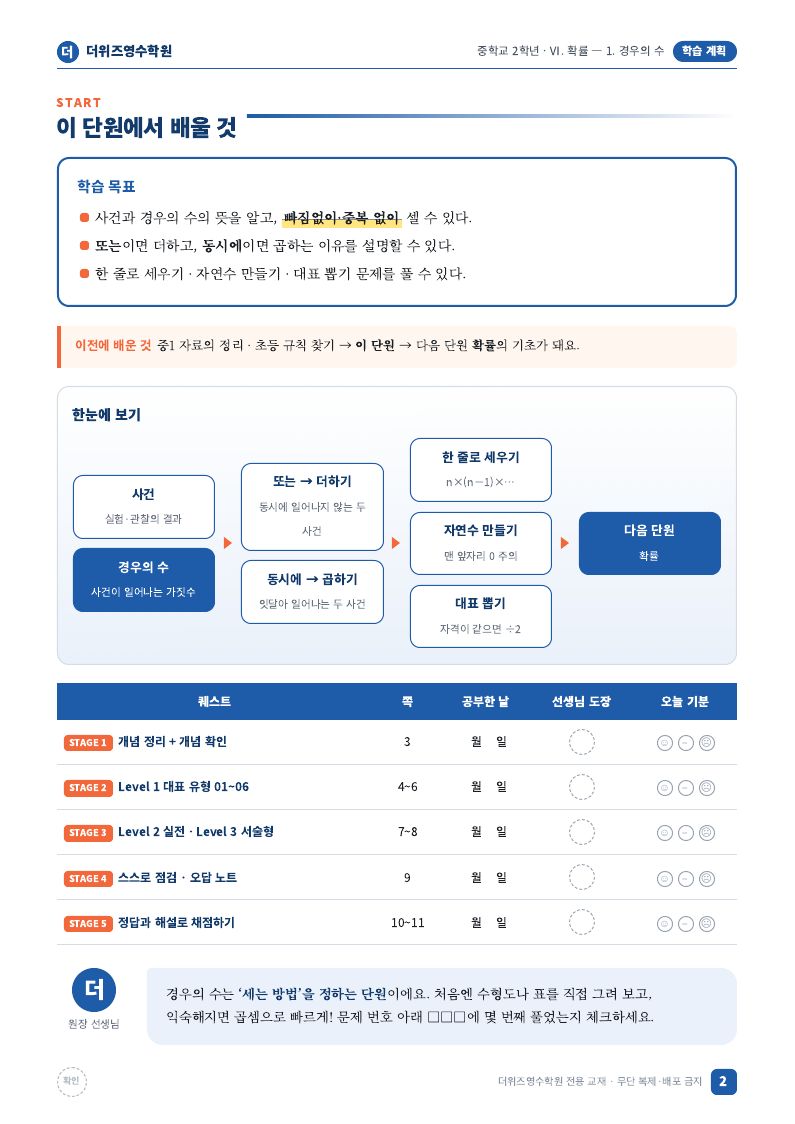 더 더위즈영수학원
중학교 2학년 · VI. 확률 — 1. 경우의 수 학습 계획
START
이 단원에서 배울 것
학습 목표
사건과 경우의 수의 뜻을 알고, 빠짐없이·중복 없이 셀 수 있다.
또는이면 더하고, 동시에이면 곱하는 이유를 설명할 수 있다.
한 줄로 세우기 · 자연수 만들기 · 대표 뽑기 문제를 풀 수 있다.
이전에 배운 것 중1 자료의 정리 · 초등 규칙 찾기 → 이 단원 → 다음 단원 확률의 기초가 돼요.
한눈에 보기
사건
실험·관찰의 결과
경우의 수
사건이 일어나는 가짓수
또는 → 더하기
동시에 일어나지 않는 두
사건
동시에 → 곱하기
잇달아 일어나는 두 사건
한 줄로 세우기
n×(n−1)×⋯
자연수 만들기
맨 앞자리 0 주의
대표 뽑기
자격이 같으면 ÷2
다음 단원
확률
퀘스트 쪽 공부한 날 선생님 도장 오늘 기분
STAGE 1 개념 정리 + 개념 확인 3 월 일
STAGE 2 Level 1 대표 유형 01~06 4~6 월 일
STAGE 3 Level 2 실전 · Level 3 서술형 7~8 월 일
STAGE 4 스스로 점검 · 오답 노트 9 월 일
STAGE 5 정답과 해설로 채점하기 10~11 월 일
더
원장 선생님
경우의 수는 ‘세는 방법’을 정하는 단원이에요. 처음엔 수형도나 표를 직접 그려 보고,
익숙해지면 곱셈으로 빠르게! 문제 번호 아래 □□□에 몇 번째 풀었는지 체크하세요.
확인
더위즈영수학원 전용 교재 · 무단 복제·배포 금지 2